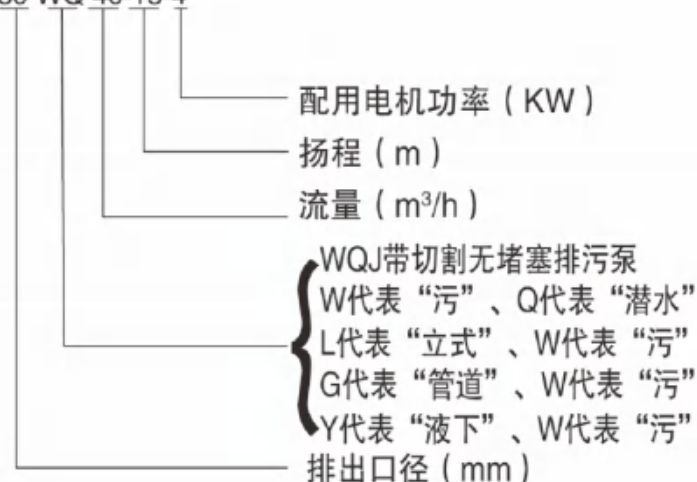 配用电机功率（KW）
扬程（m）
流量（m³/h）
WQJ带切割无堵塞排污泵
W代表“污”、Q代表“潜水”
L代表“立式”、W代表“污”
G代表“管道”、W代表“污”
Y代表“液下”、W代表“污”
排出口径（mm）